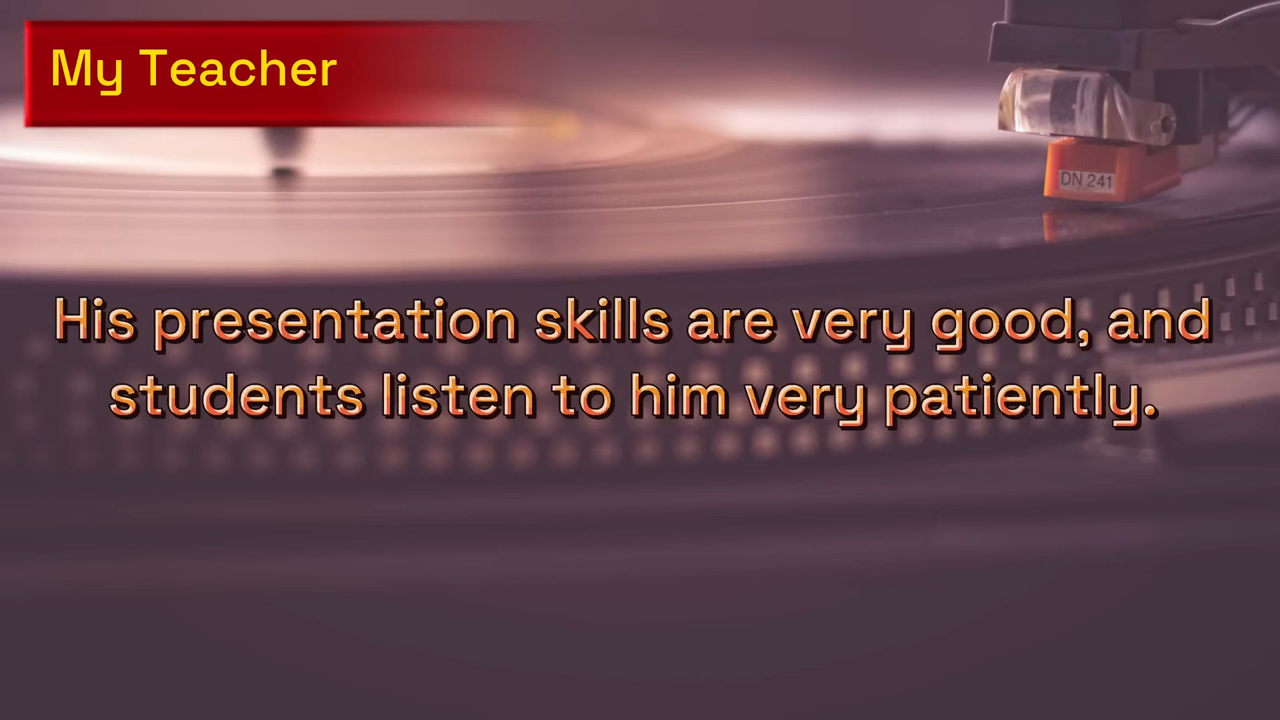 My Teacher
DN 241
His presentation skills are very good, and
students listen to him very patiently.